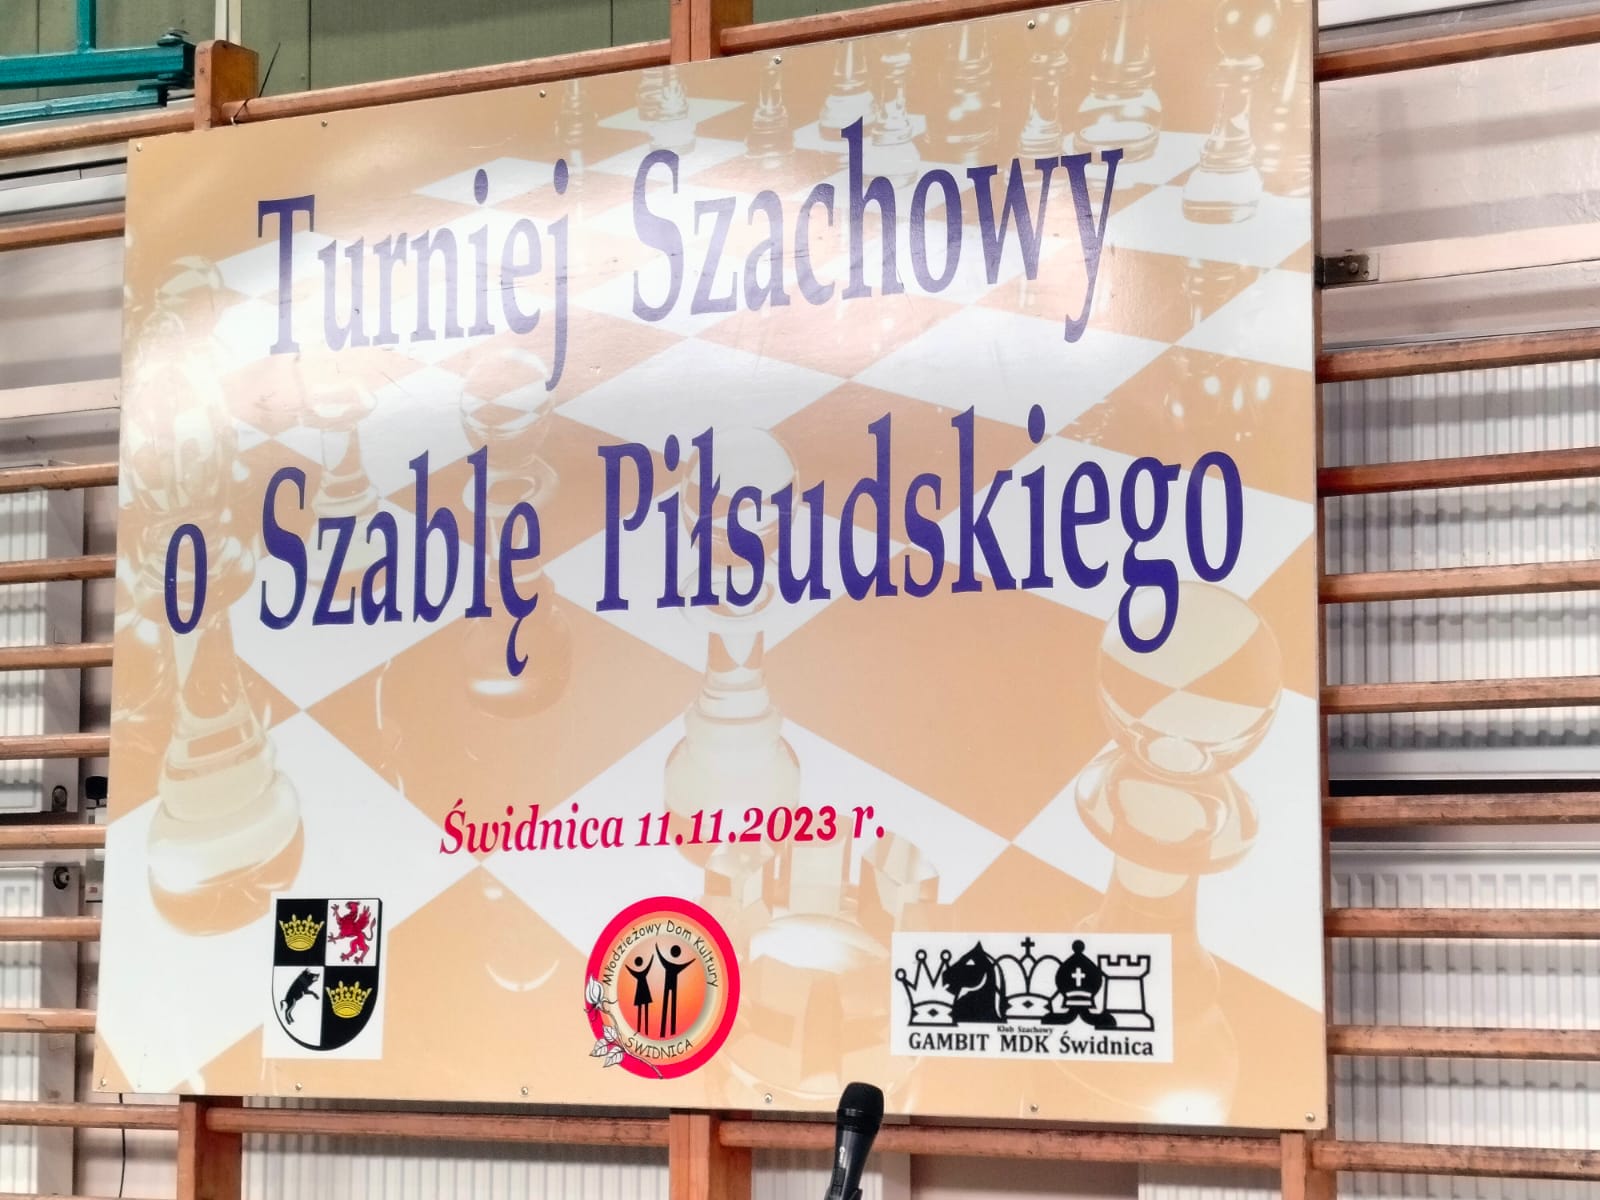 Turniej Szachowy
o Szablę Piłsudskiego
Świdnica 11.11.2023 r.
Młodzieżowy Dom Kultury
ŚWIDNICA
Klub Szachowy
GAMBIT MDK Świdnica